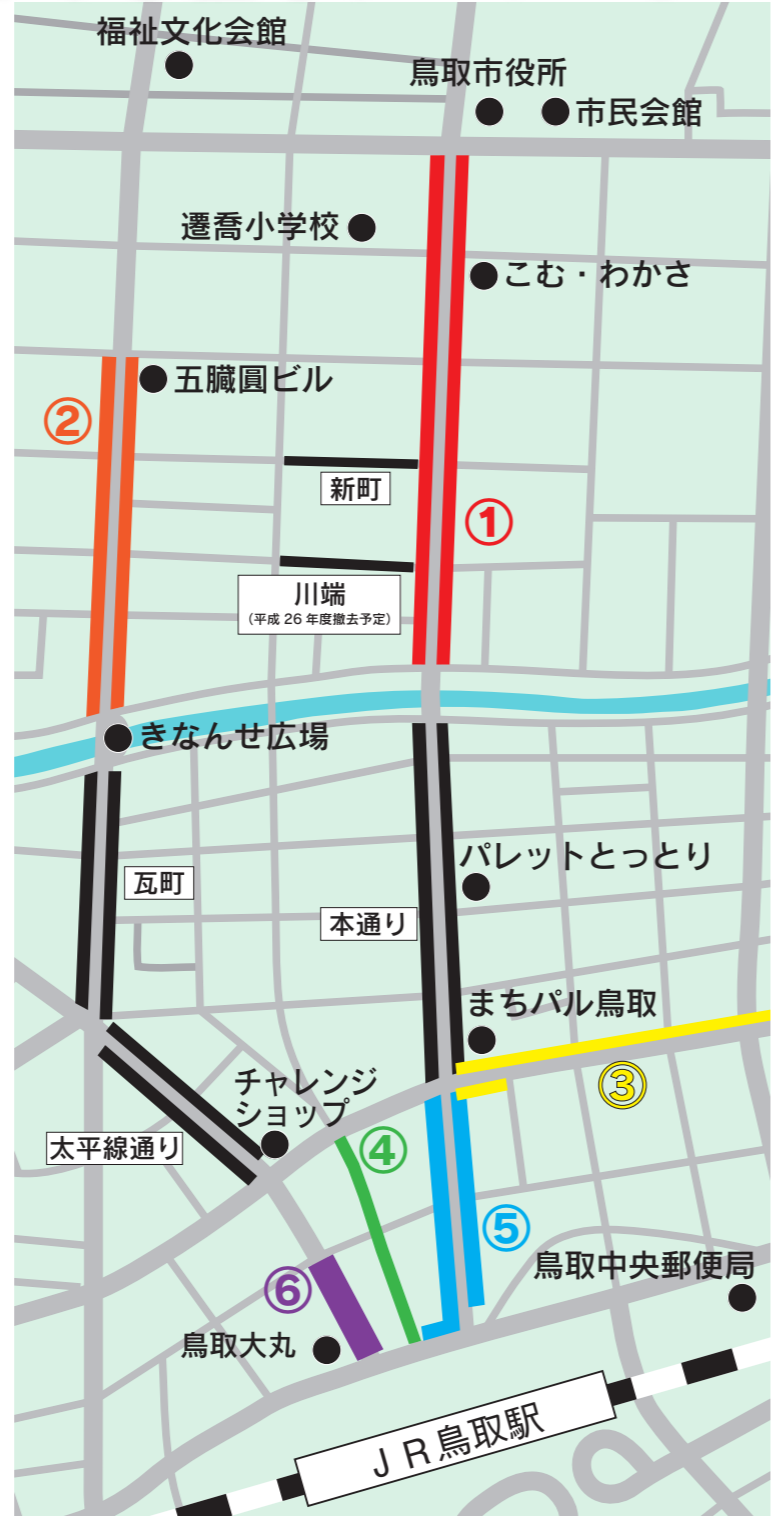 福祉文化会館
鳥取市役所
市民会館
遷喬小学校
こむ・わかさ
五臓圓ビル
②
新町
①
川端
(平成 26 年度撤去予定)
きなんせ広場
パレットとっとり
瓦町
本通り
まちパル鳥取
③
チャレンジ
ショップ
太平線通り
④
⑤
鳥取中央郵便局
⑥
鳥取大丸
JR鳥取駅